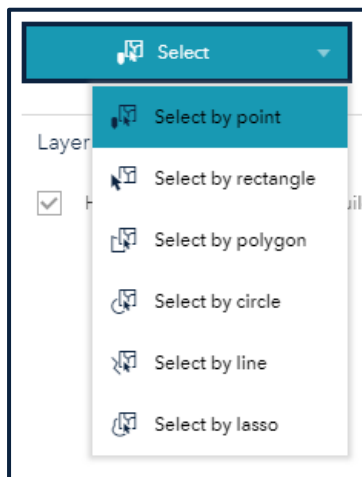 Select
Select by point
Layer
Select by rectangle
Select by polygon
Select by circle
Select by line
Select by lasso